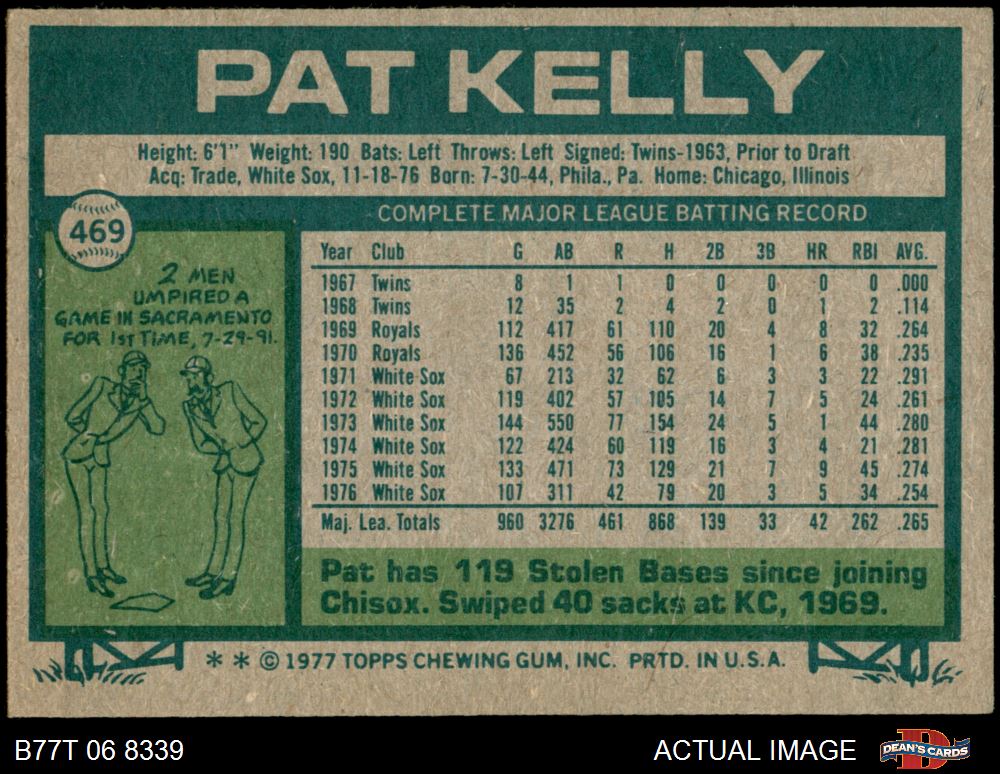 PAT KELLY
Height: 6'1" Weight: 190 Bats: Left Throws: Left Signed: Twins-1963, Prior to Draft
Acq: Trade, White Sox, 11-18-76 Born: 7-30-44, Phila., Pa. Home: Chicago, Illinois
469
2 MEN
UMPIRED A
GAME IN SACRAMENTO
FOR 1ST TIME, 7-29-91.
COMPLETE MAJOR LEAGUE BATTING RECORD
Year Club G AB R H 2B 3B HR RBI AVG.
1967 Twins 8 1 1 0 0 0 0 0 .000
1968 Twins 12 35 2 4 2 0 1 2 .114
1969 Royals 112 417 61 110 20 4 8 32 .264
1970 Royals 136 452 56 106 16 1 6 38 .235
1971 White Sox 67 213 32 62 6 3 3 22 .291
1972 White Sox 119 402 57 105 14 7 5 24 .261
1973 White Sox 144 550 77 154 24 5 1 44 .280
1974 White Sox 122 424 60 119 16 3 4 21 .281
1975 White Sox 133 471 73 129 21 7 9 45 .274
1976 White Sox 107 311 42 79 20 3 5 34 .254
Maj. Lea. Totals 960 3276 461 868 139 33 42 262 .265
Pat has 119 Stolen Bases since joining
Chisox. Swiped 40 sacks at KC, 1969.
* * © 1977 TOPPS CHEWING GUM, INC. PRTD. IN U.S.A.
B77T 06 8339 ACTUAL IMAGE DEAN'S CARDS